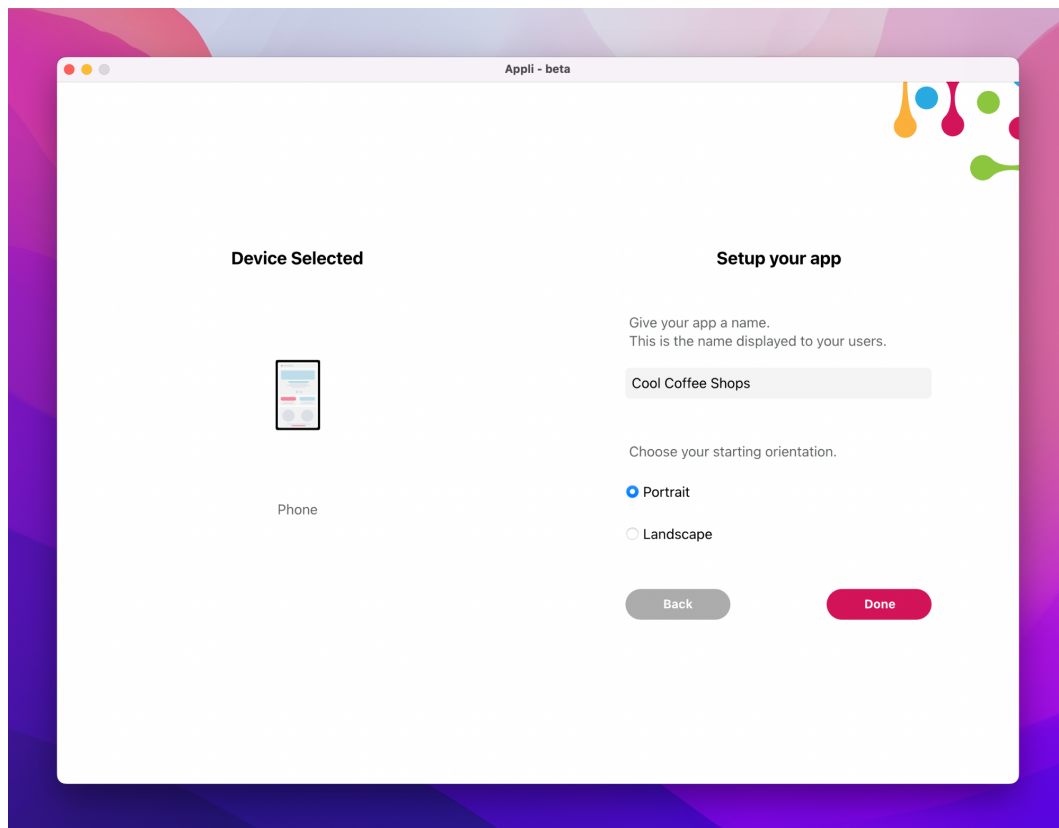 Appli - beta
Device Selected
Phone
Setup your app
Give your app a name.
This is the name displayed to your users.
Cool Coffee Shops
Choose your starting orientation.
Portrait
Landscape
Back
Done